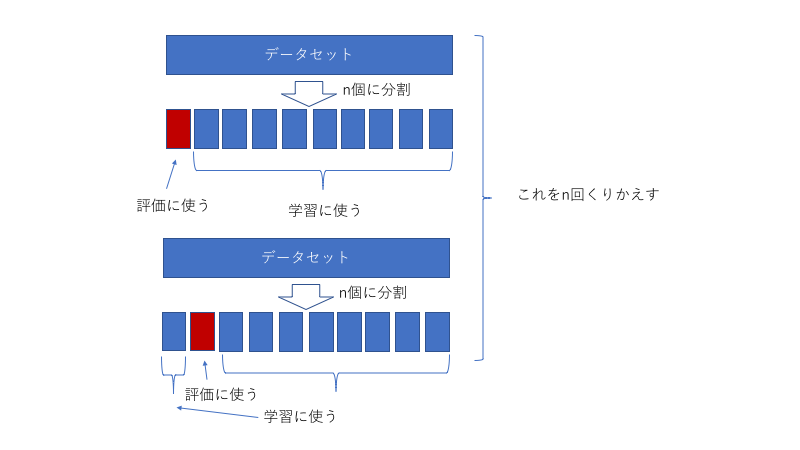 データセット
n個に分割
評価に使う
学習に使う
これをn回くりかえす
データセット
n個に分割
評価に使う
学習に使う